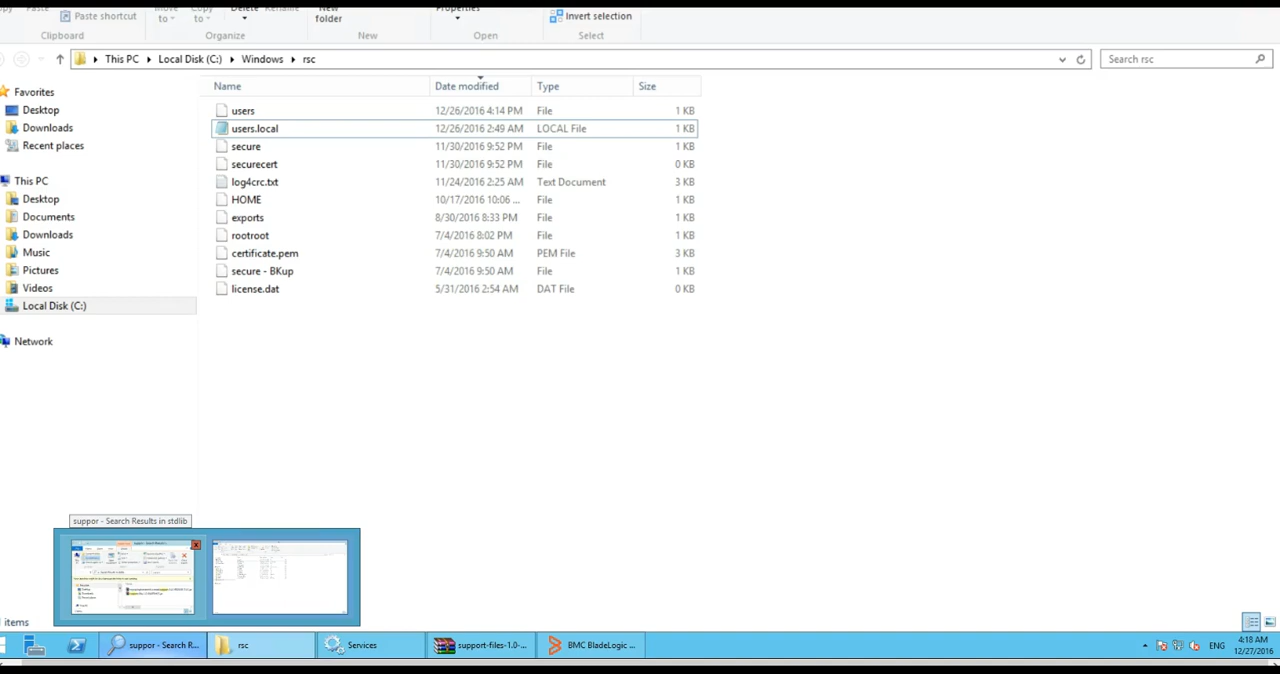 Paste shortcut
Move to
Copy to
Delete
Rename
New folder
Properties
Invert selection
Clipboard
Organize
New
Open
Select
This PC
Local Disk (C:)
Windows
rsc
Search rsc
Name
Date modified
Type
Size
Favorites
Desktop
Downloads
Recent places
This PC
Desktop
Documents
Downloads
Music
Pictures
Videos
Local Disk (C:)
Network
users 12/26/2016 4:14 PM File 1 KB
users.local 12/26/2016 2:49 AM LOCAL File 1 KB
secure 11/30/2016 9:52 PM File 1 KB
securecert 11/30/2016 9:52 PM File 0 KB
log4crc.txt 11/24/2016 2:25 AM Text Document 3 KB
HOME 10/17/2016 10:06 ... File 1 KB
exports 8/30/2016 8:33 PM File 1 KB
rootroot 7/4/2016 8:02 PM File 1 KB
certificate.pem 7/4/2016 9:50 AM PEM File 3 KB
secure - BKup 7/4/2016 9:50 AM File 1 KB
license.dat 5/31/2016 2:54 AM DAT File 0 KB
suppor - Search Results in stdlib
items
suppor - Search R...
rsc
Services
support-files-1.0-...
BMC BladeLogic ...
ENG
4:18 AM
12/27/2016